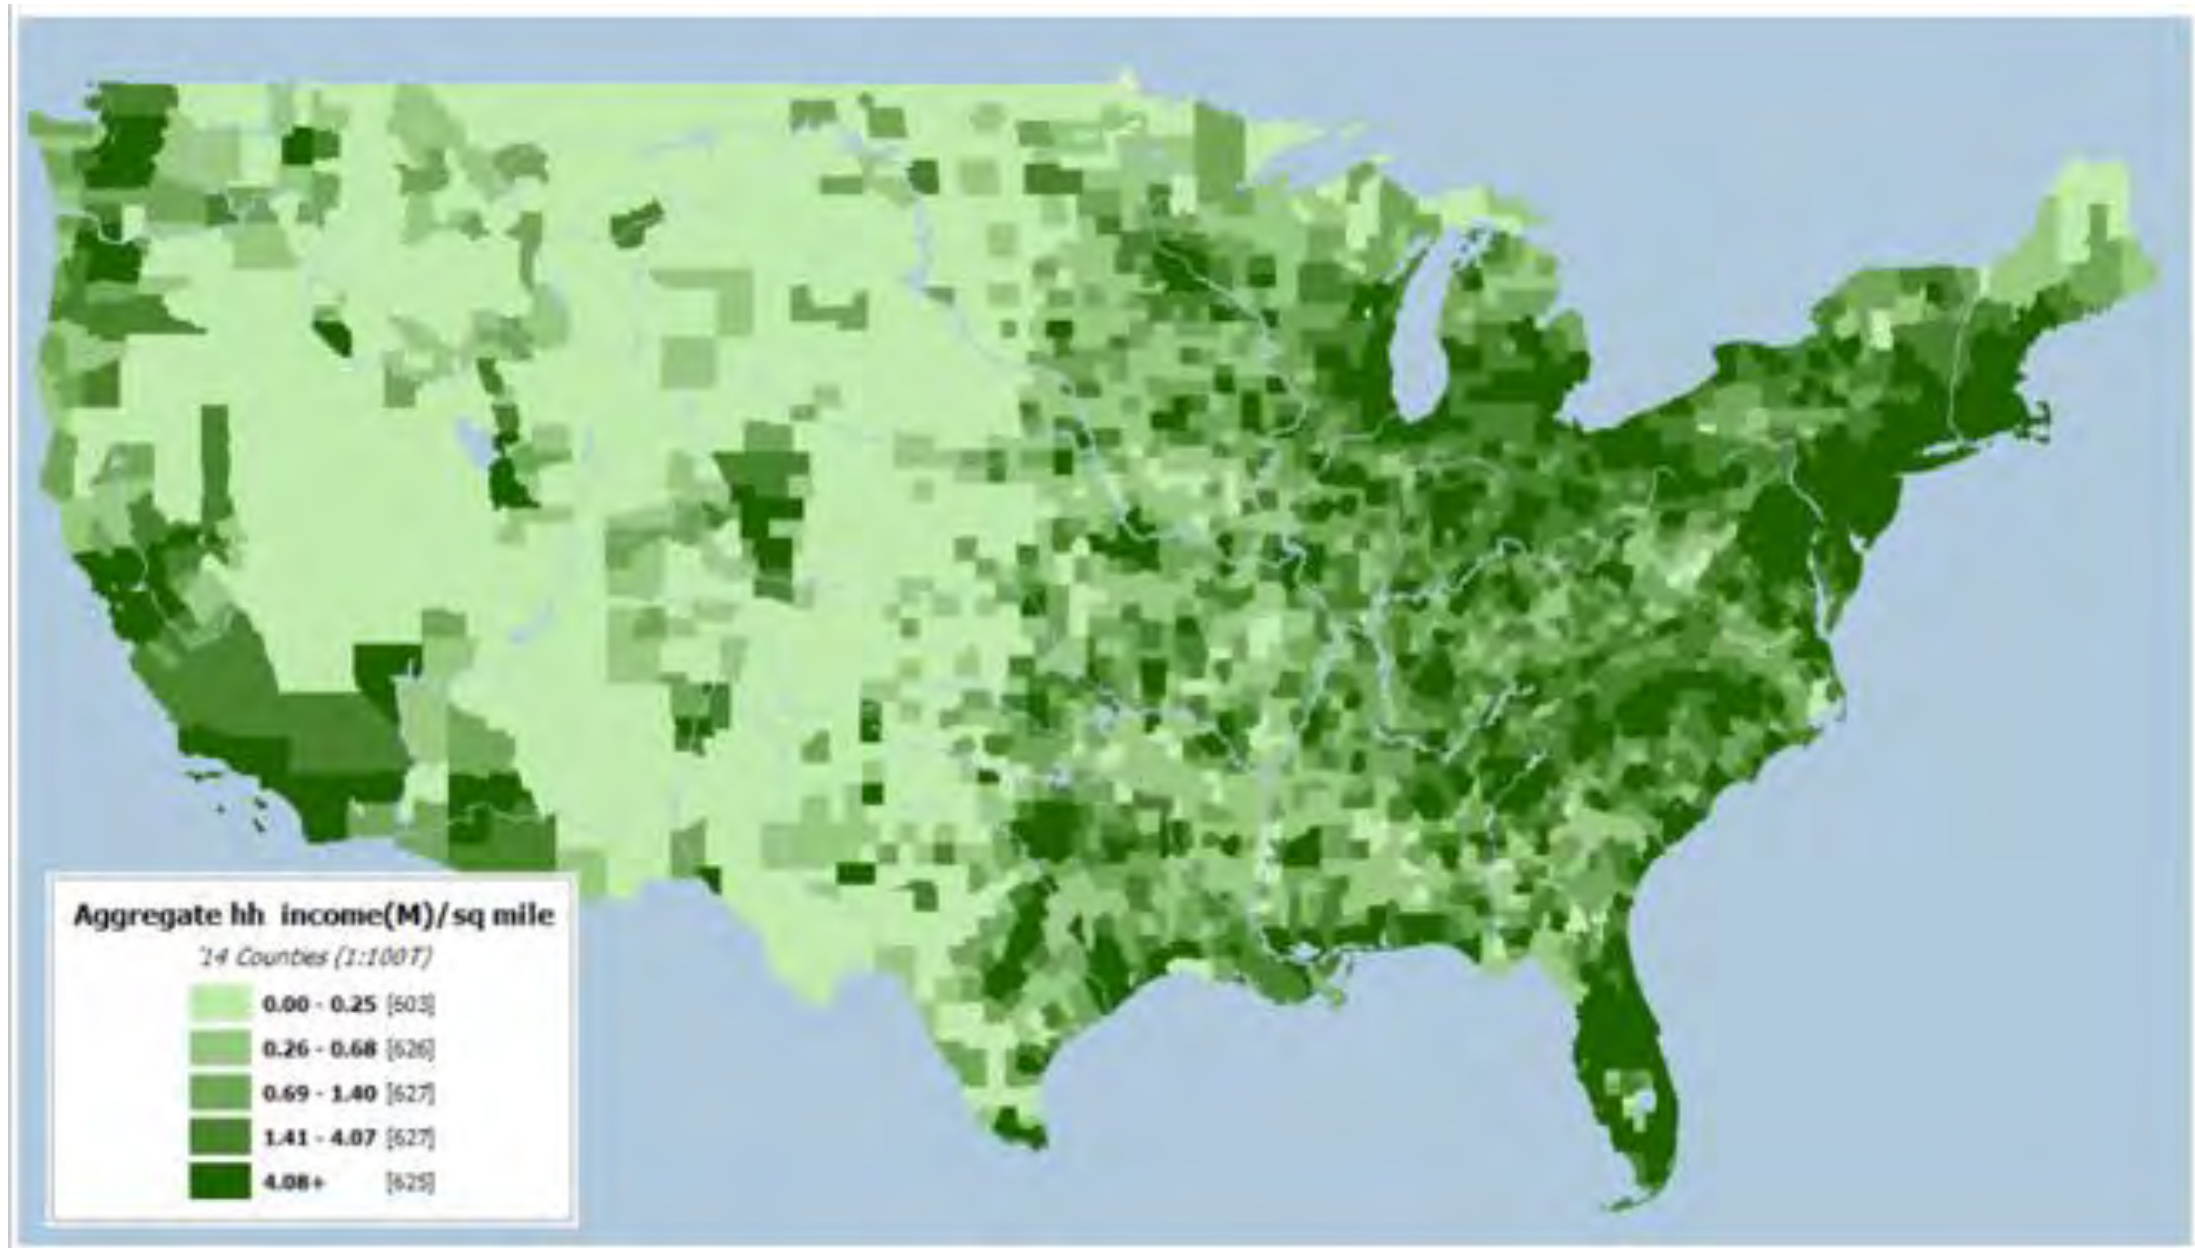 Aggregate hh income(M)/sq mile
'14 Counties (1:100T)
0.00 - 0.25 [603]
0.26 - 0.68 [626]
0.69 - 1.40 [627]
1.41 - 4.07 [627]
4.08+ [625]